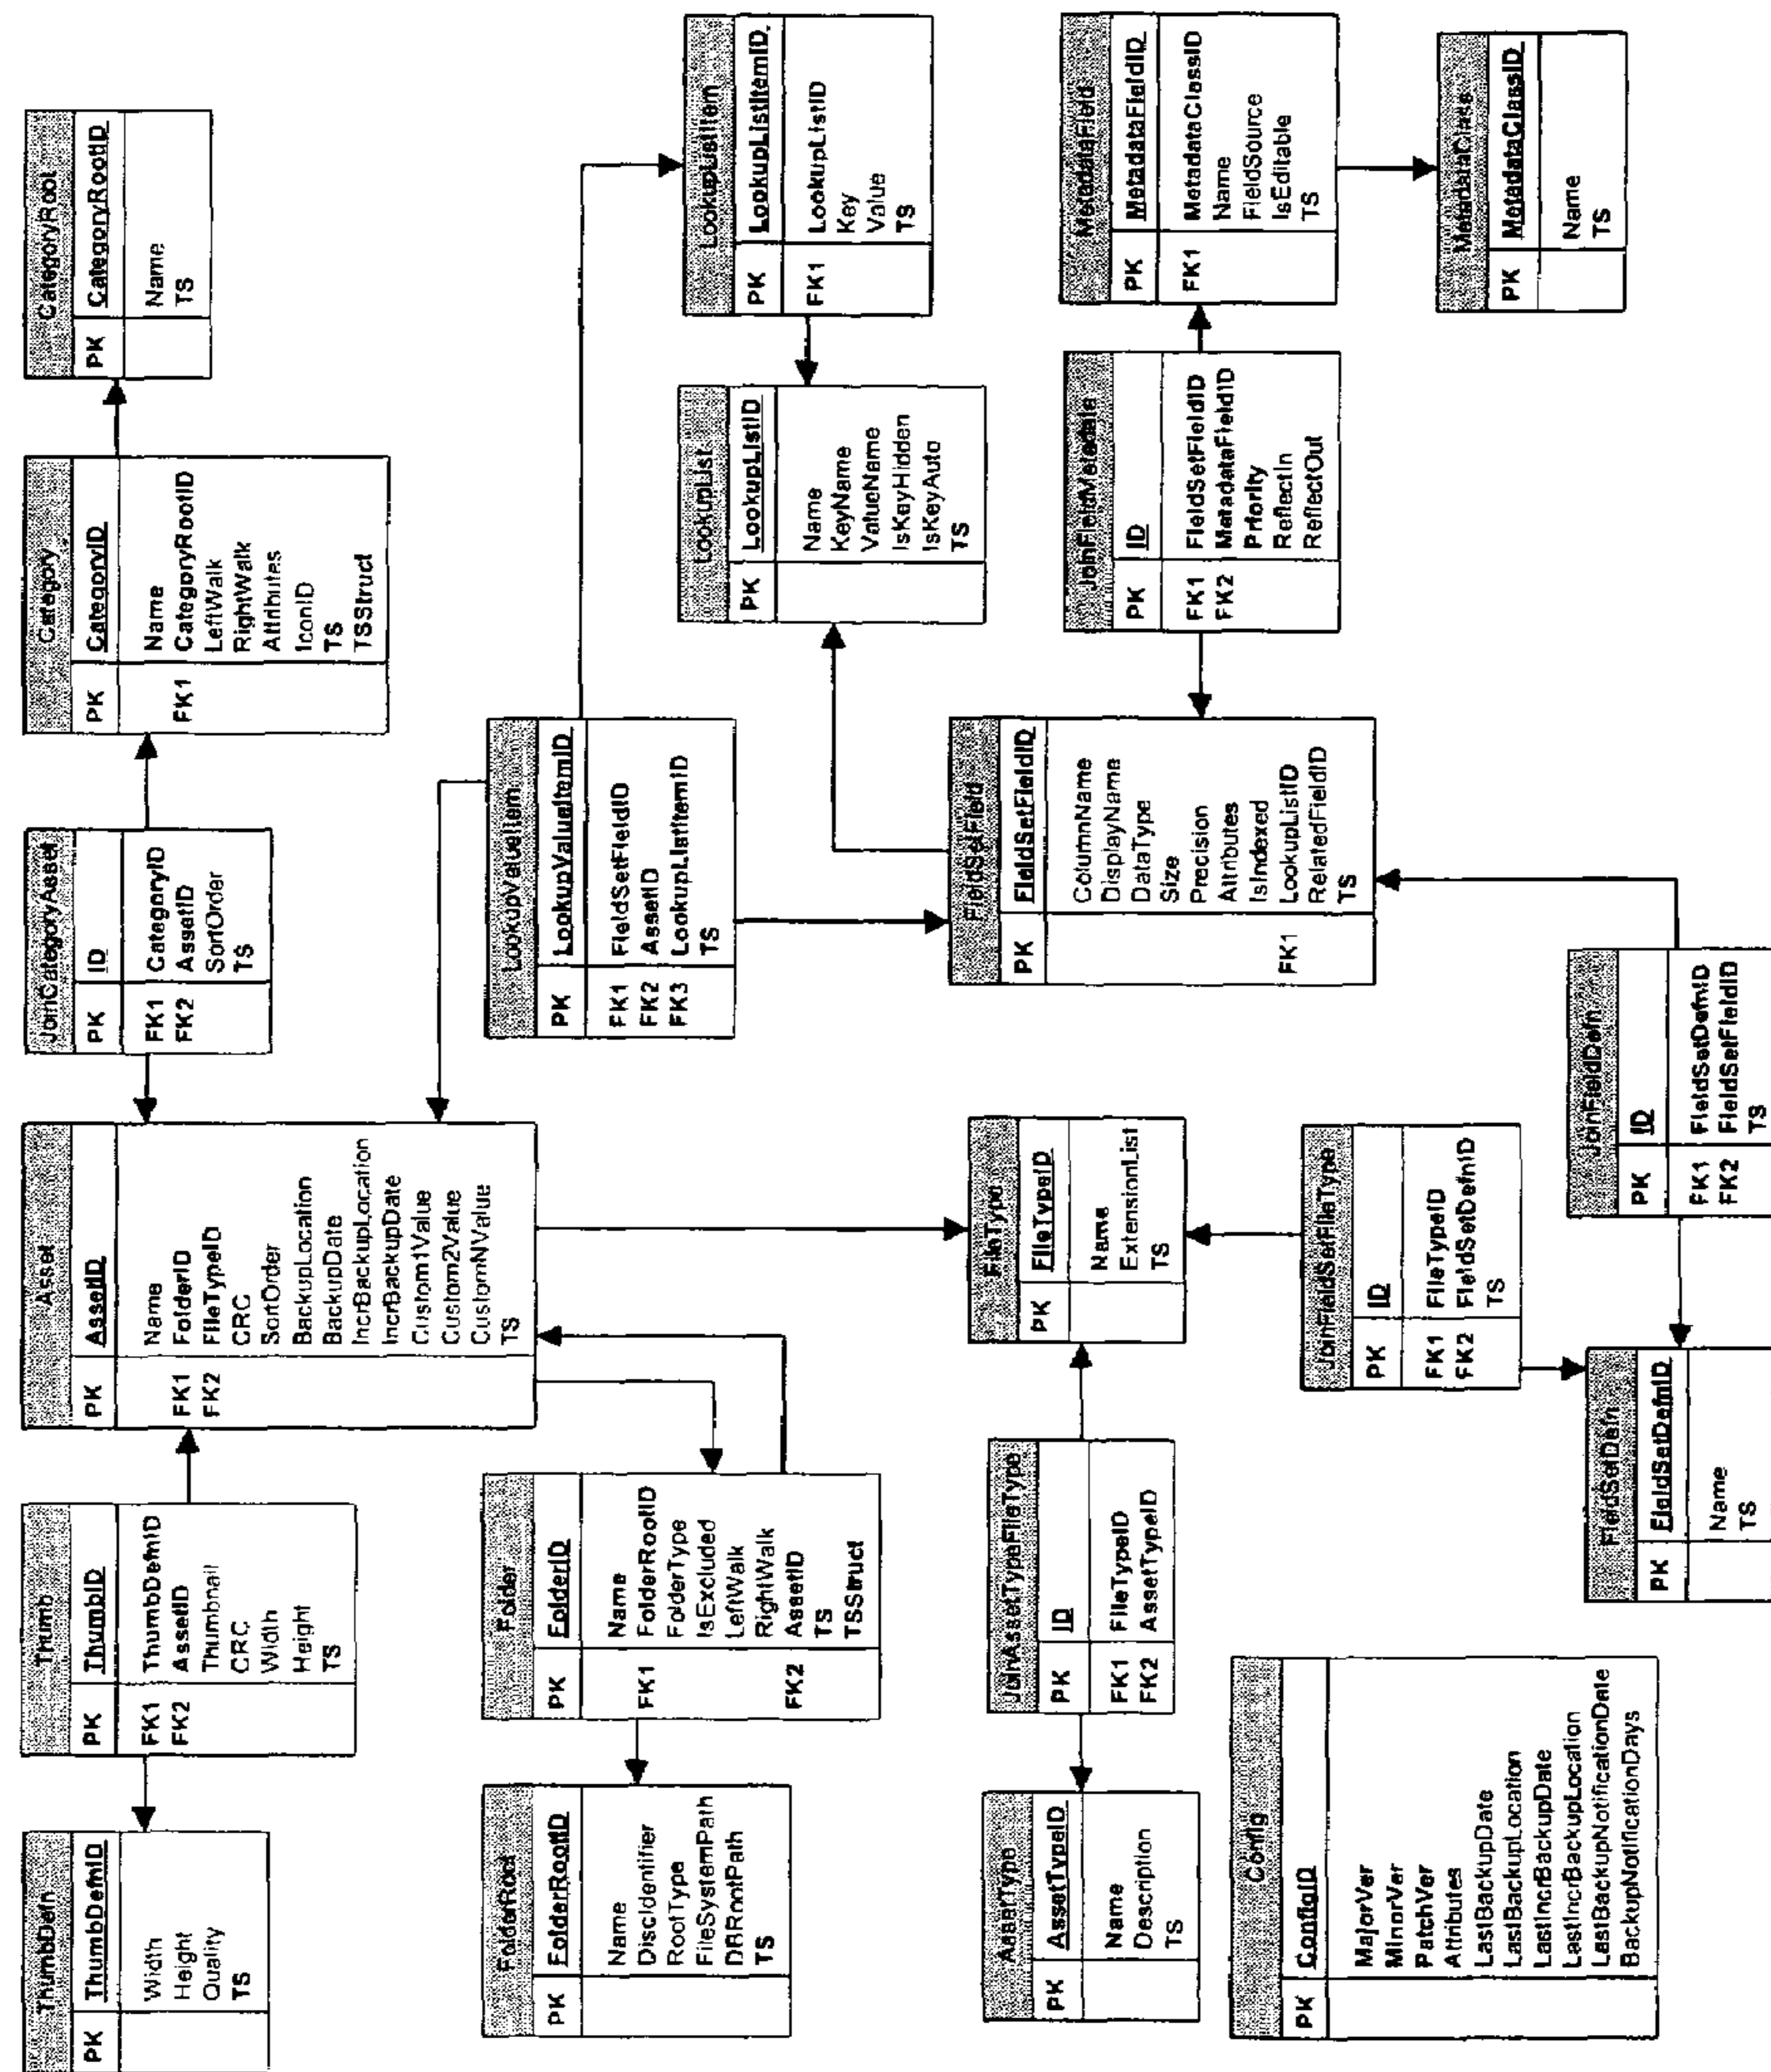 ThumbDefn
PK ThumbDefnID
Width
Height
Quality
TS
Thumb
PK ThumbID
FK1 ThumbDefnID
FK2 AssetID
Thumbnail
CRC
Width
Height
TS
Asset
PK AssetID
Name
FK1 FolderID
FK2 FileTypeID
CRC
SortOrder
BackupLocation
BackupDate
IncrBackupLocation
IncrBackupDate
Custom1Value
Custom2Value
CustomNValue
TS
JoinCategoryAsset
PK ID
FK1 CategoryID
FK2 AssetID
SortOrder
TS
Category
PK CategoryID
Name
FK1 CategoryRootID
LeftWalk
RightWalk
Attributes
IconID
TS
TSStruct
CategoryRoot
PK CategoryRootID
Name
TS
FolderRoot
PK FolderRootID
Name
DiscIdentifier
RootType
FileSystemPath
DRRootPath
TS
Folder
PK FolderID
Name
FK1 FolderRootID
FolderType
IsExcluded
LeftWalk
RightWalk
FK2 AssetID
TS
TSStruct
LookupValueItem
PK LookupValueItemID
FK1 FieldSetFieldID
FK2 AssetID
FK3 LookupListItemID
TS
LookupList
PK LookupListID
Name
KeyName
ValueName
IsKeyHidden
IsKeyAuto
TS
LookupListItem
PK LookupListItemID
FK1 LookupListID
Key
Value
TS
AssetType
PK AssetTypeID
Name
Description
TS
JoinAssetTypeFileType
PK ID
FK1 FileTypeID
FK2 AssetTypeID
FileType
PK FileTypeID
Name
ExtensionList
TS
FieldSetField
PK FieldSetFieldID
ColumnName
DisplayName
DataType
Size
Precision
Attributes
IsIndexed
FK1 LookupListID
RelatedFieldID
TS
JoinFieldMetadata
PK ID
FK1 FieldSetFieldID
FK2 MetadataFieldID
Priority
ReflectIn
ReflectOut
MetadataField
PK MetadataFieldID
FK1 MetadataClassID
Name
FieldSource
IsEditable
TS
Config
PK ConfigID
MajorVer
MinorVer
PatchVer
Attributes
LastBackupDate
LastBackupLocation
LastIncrBackupDate
LastIncrBackupLocation
LastBackupNotificationDate
BackupNotificationDays
JoinFieldSetFileType
PK ID
FK1 FileTypeID
FK2 FieldSetDefnID
TS
FieldSetDefn
PK FieldSetDefnID
Name
TS
JoinFieldDefn
PK ID
FK1 FieldSetDefnID
FK2 FieldSetFieldID
TS
MetadataClass
PK MetadataClassID
Name
TS